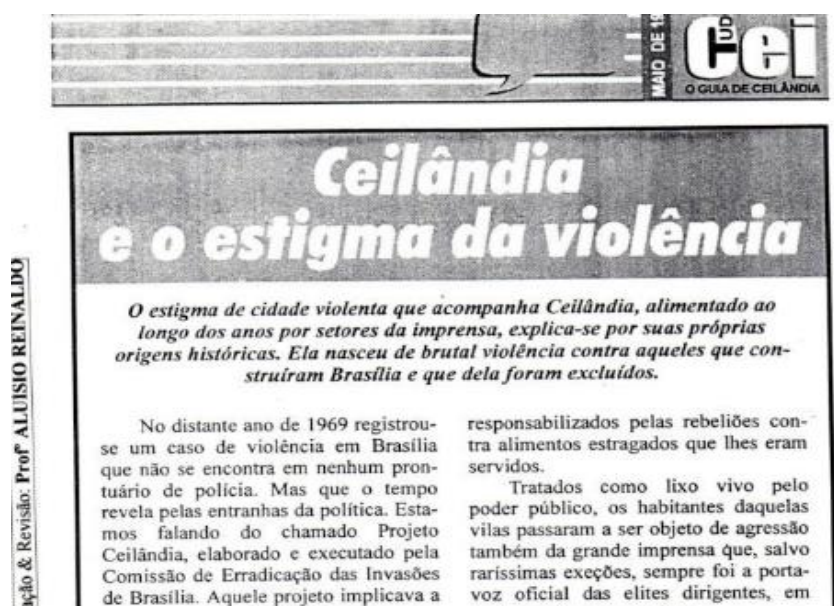 MAIO DE 19
UD
Cei
O GUIA DE CEILÂNDIA
Ceilândia
e o estigma da violência
O estigma de cidade violenta que acompanha Ceilândia, alimentado ao
longo dos anos por setores da imprensa, explica-se por suas próprias
origens históricas. Ela nasceu de brutal violência contra aqueles que con-
struíram Brasília e que dela foram excluídos.
No distante ano de 1969 registrou-
se um caso de violência em Brasília
que não se encontra em nenhum pron-
tuário de polícia. Mas que o tempo
revela pelas entranhas da política. Esta-
mos falando do chamado Projeto
Ceilândia, elaborado e executado pela
Comissão de Erradicação das Invasões
de Brasília. Aquele projeto implicava a
responsabilizados pelas rebeliões con-
tra alimentos estragados que lhes eram
servidos.
Tratados como lixo vivo pelo
poder público, os habitantes daquelas
vilas passaram a ser objeto de agressão
também da grande imprensa que, salvo
raríssimas exeções, sempre foi a porta-
voz oficial das elites dirigentes, em
ação & Revisão: Profº ALUISIO REINALDO